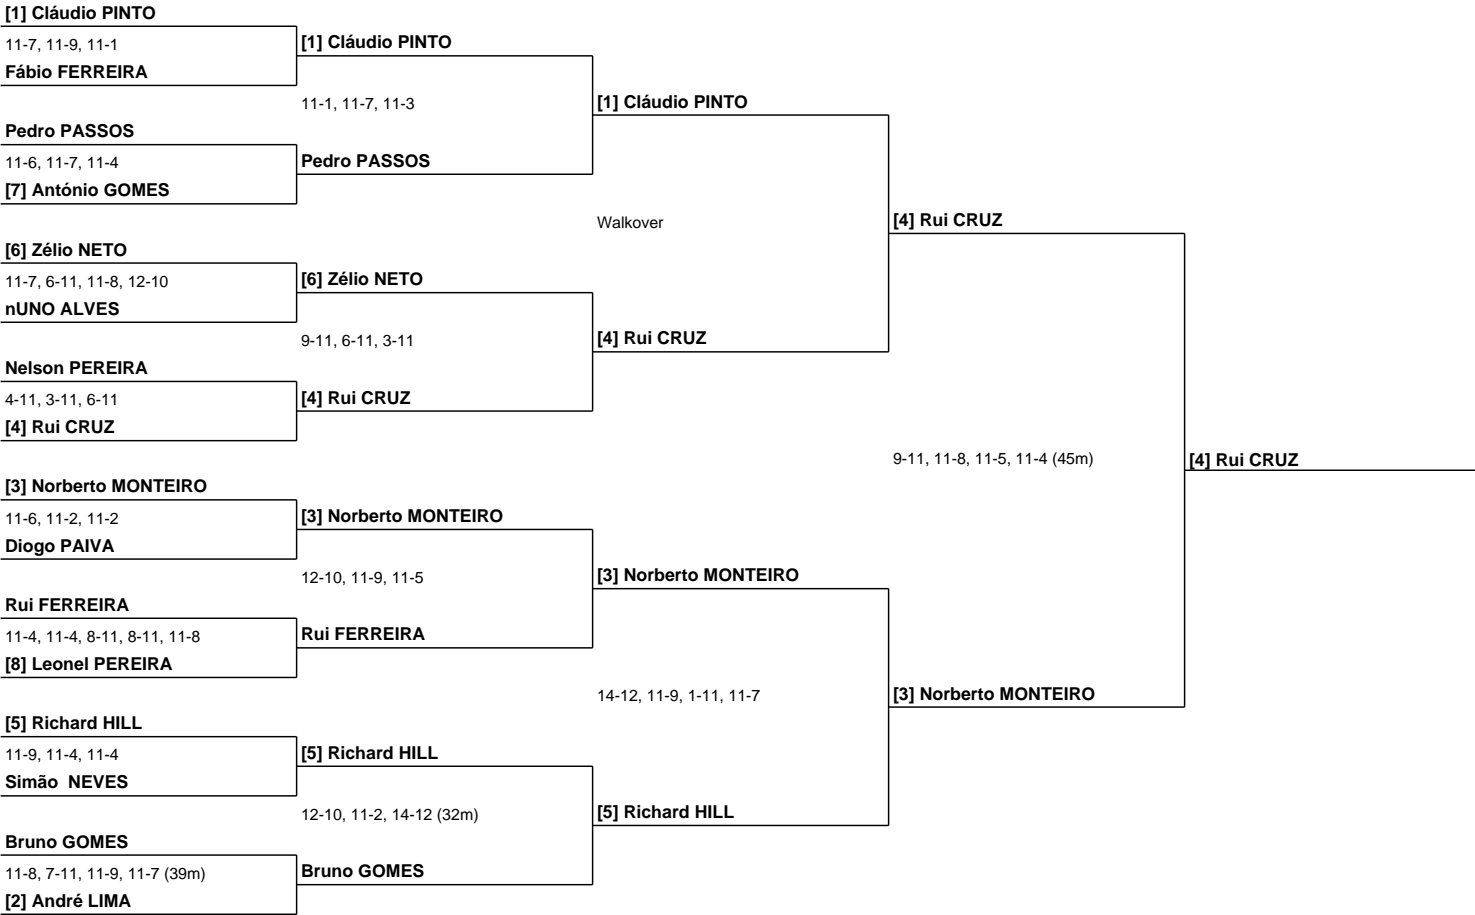 [1] Cláudio PINTO
11-7, 11-9, 11-1
Fábio FERREIRA
Pedro PASSOS
11-6, 11-7, 11-4
[7] António GOMES
[6] Zélio NETO
11-7, 6-11, 11-8, 12-10
nUNO ALVES
Nelson PEREIRA
4-11, 3-11, 6-11
[4] Rui CRUZ
[3] Norberto MONTEIRO
11-6, 11-2, 11-2
Diogo PAIVA
Rui FERREIRA
11-4, 11-4, 8-11, 8-11, 11-8
[8] Leonel PEREIRA
[5] Richard HILL
11-9, 11-4, 11-4
Simão  NEVES
Bruno GOMES
11-8, 7-11, 11-9, 11-7 (39m)
[2] André LIMA
[1] Cláudio PINTO
11-1, 11-7, 11-3
Pedro PASSOS
[6] Zélio NETO
9-11, 6-11, 3-11
[4] Rui CRUZ
[3] Norberto MONTEIRO
12-10, 11-9, 11-5
Rui FERREIRA
[5] Richard HILL
12-10, 11-2, 14-12 (32m)
Bruno GOMES
[1] Cláudio PINTO
Walkover
[4] Rui CRUZ
[3] Norberto MONTEIRO
14-12, 11-9, 1-11, 11-7
[5] Richard HILL
[4] Rui CRUZ
9-11, 11-8, 11-5, 11-4 (45m)
[3] Norberto MONTEIRO
[4] Rui CRUZ